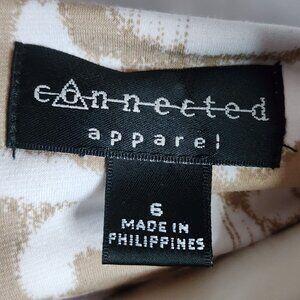 connected
apparel
6
MADE IN
PHILIPPINES